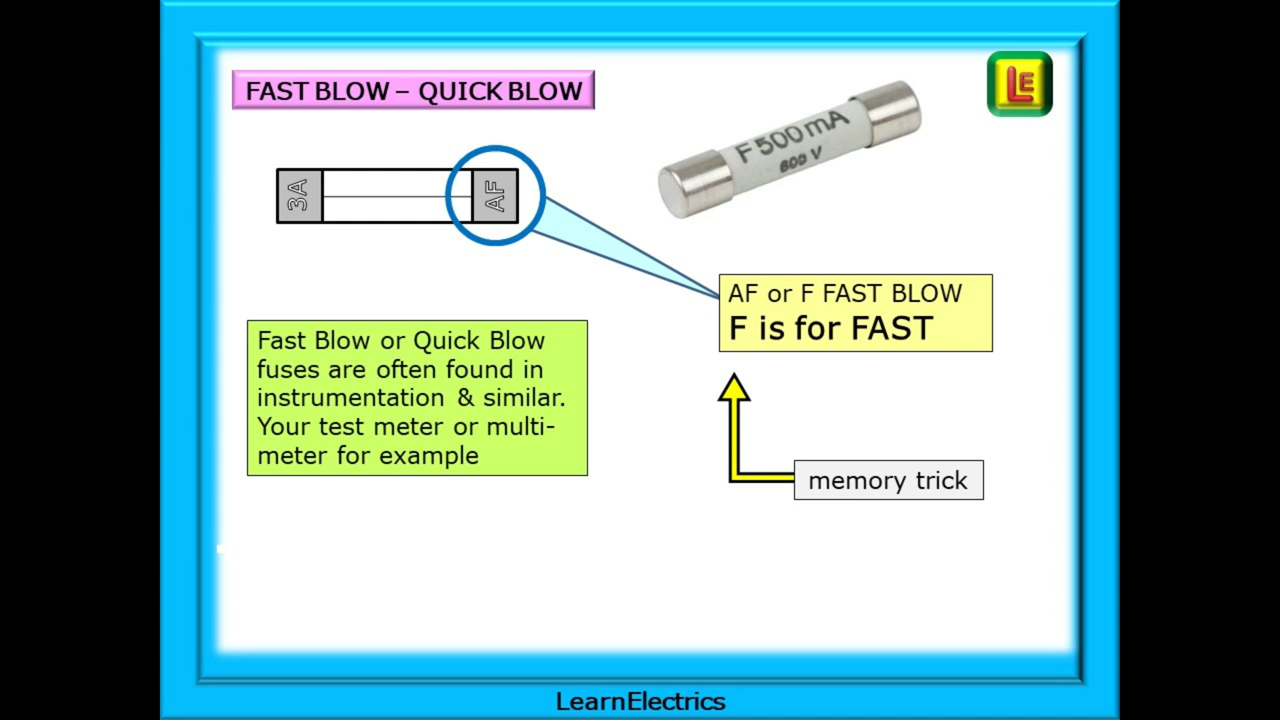 FAST BLOW – QUICK BLOW
LE
F 500 mA
600 V
3A
AF
AF or F FAST BLOW
F is for FAST
Fast Blow or Quick Blow
fuses are often found in
instrumentation & similar.
Your test meter or multi-
meter for example
memory trick
LearnElectrics